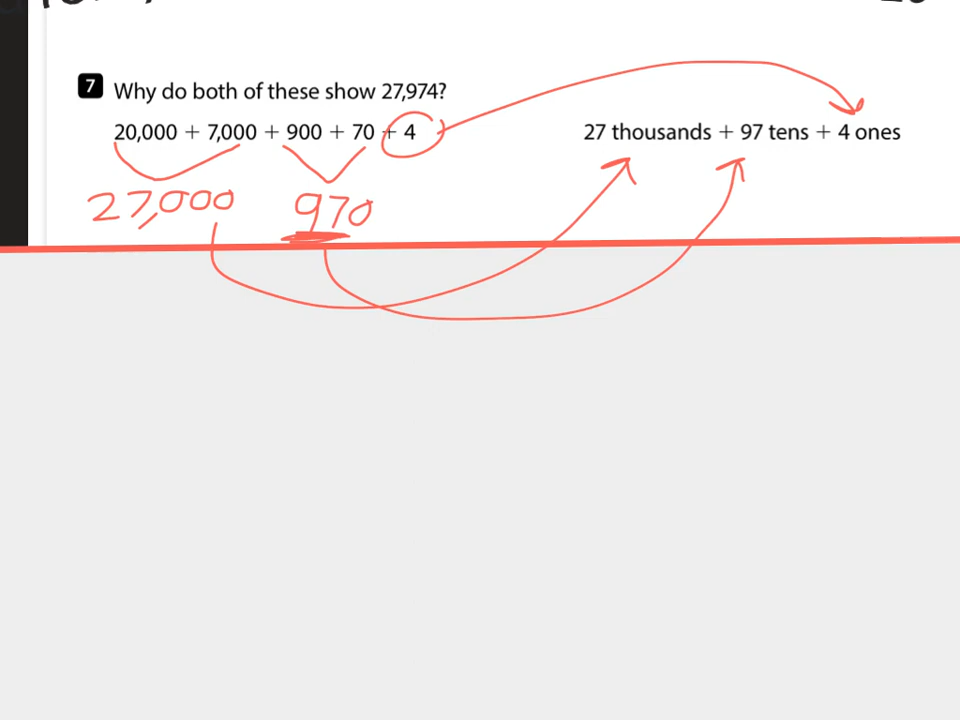 7 Why do both of these show 27,974?
20,000 + 7,000 + 900 + 70 + 4 27 thousands + 97 tens + 4 ones
27,000 970